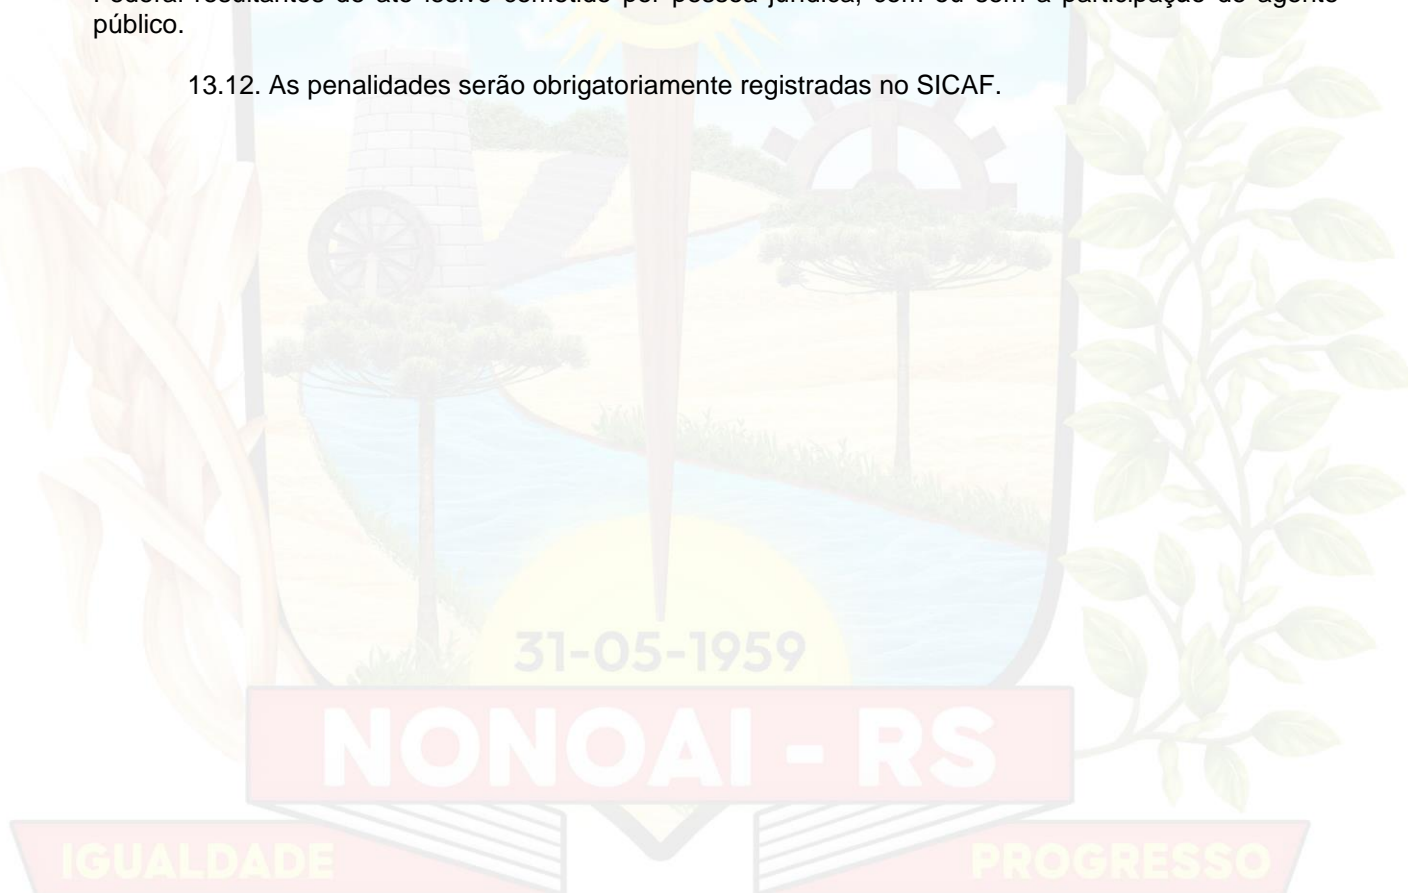 Federal resultantes de ato lesivo cometido por pessoa jurídica, com ou sem a participação de agente
público.
13.12. As penalidades serão obrigatoriamente registradas no SICAF.
31-05-1959
NONOAI - RS
IGUALDADE PROGRESSO